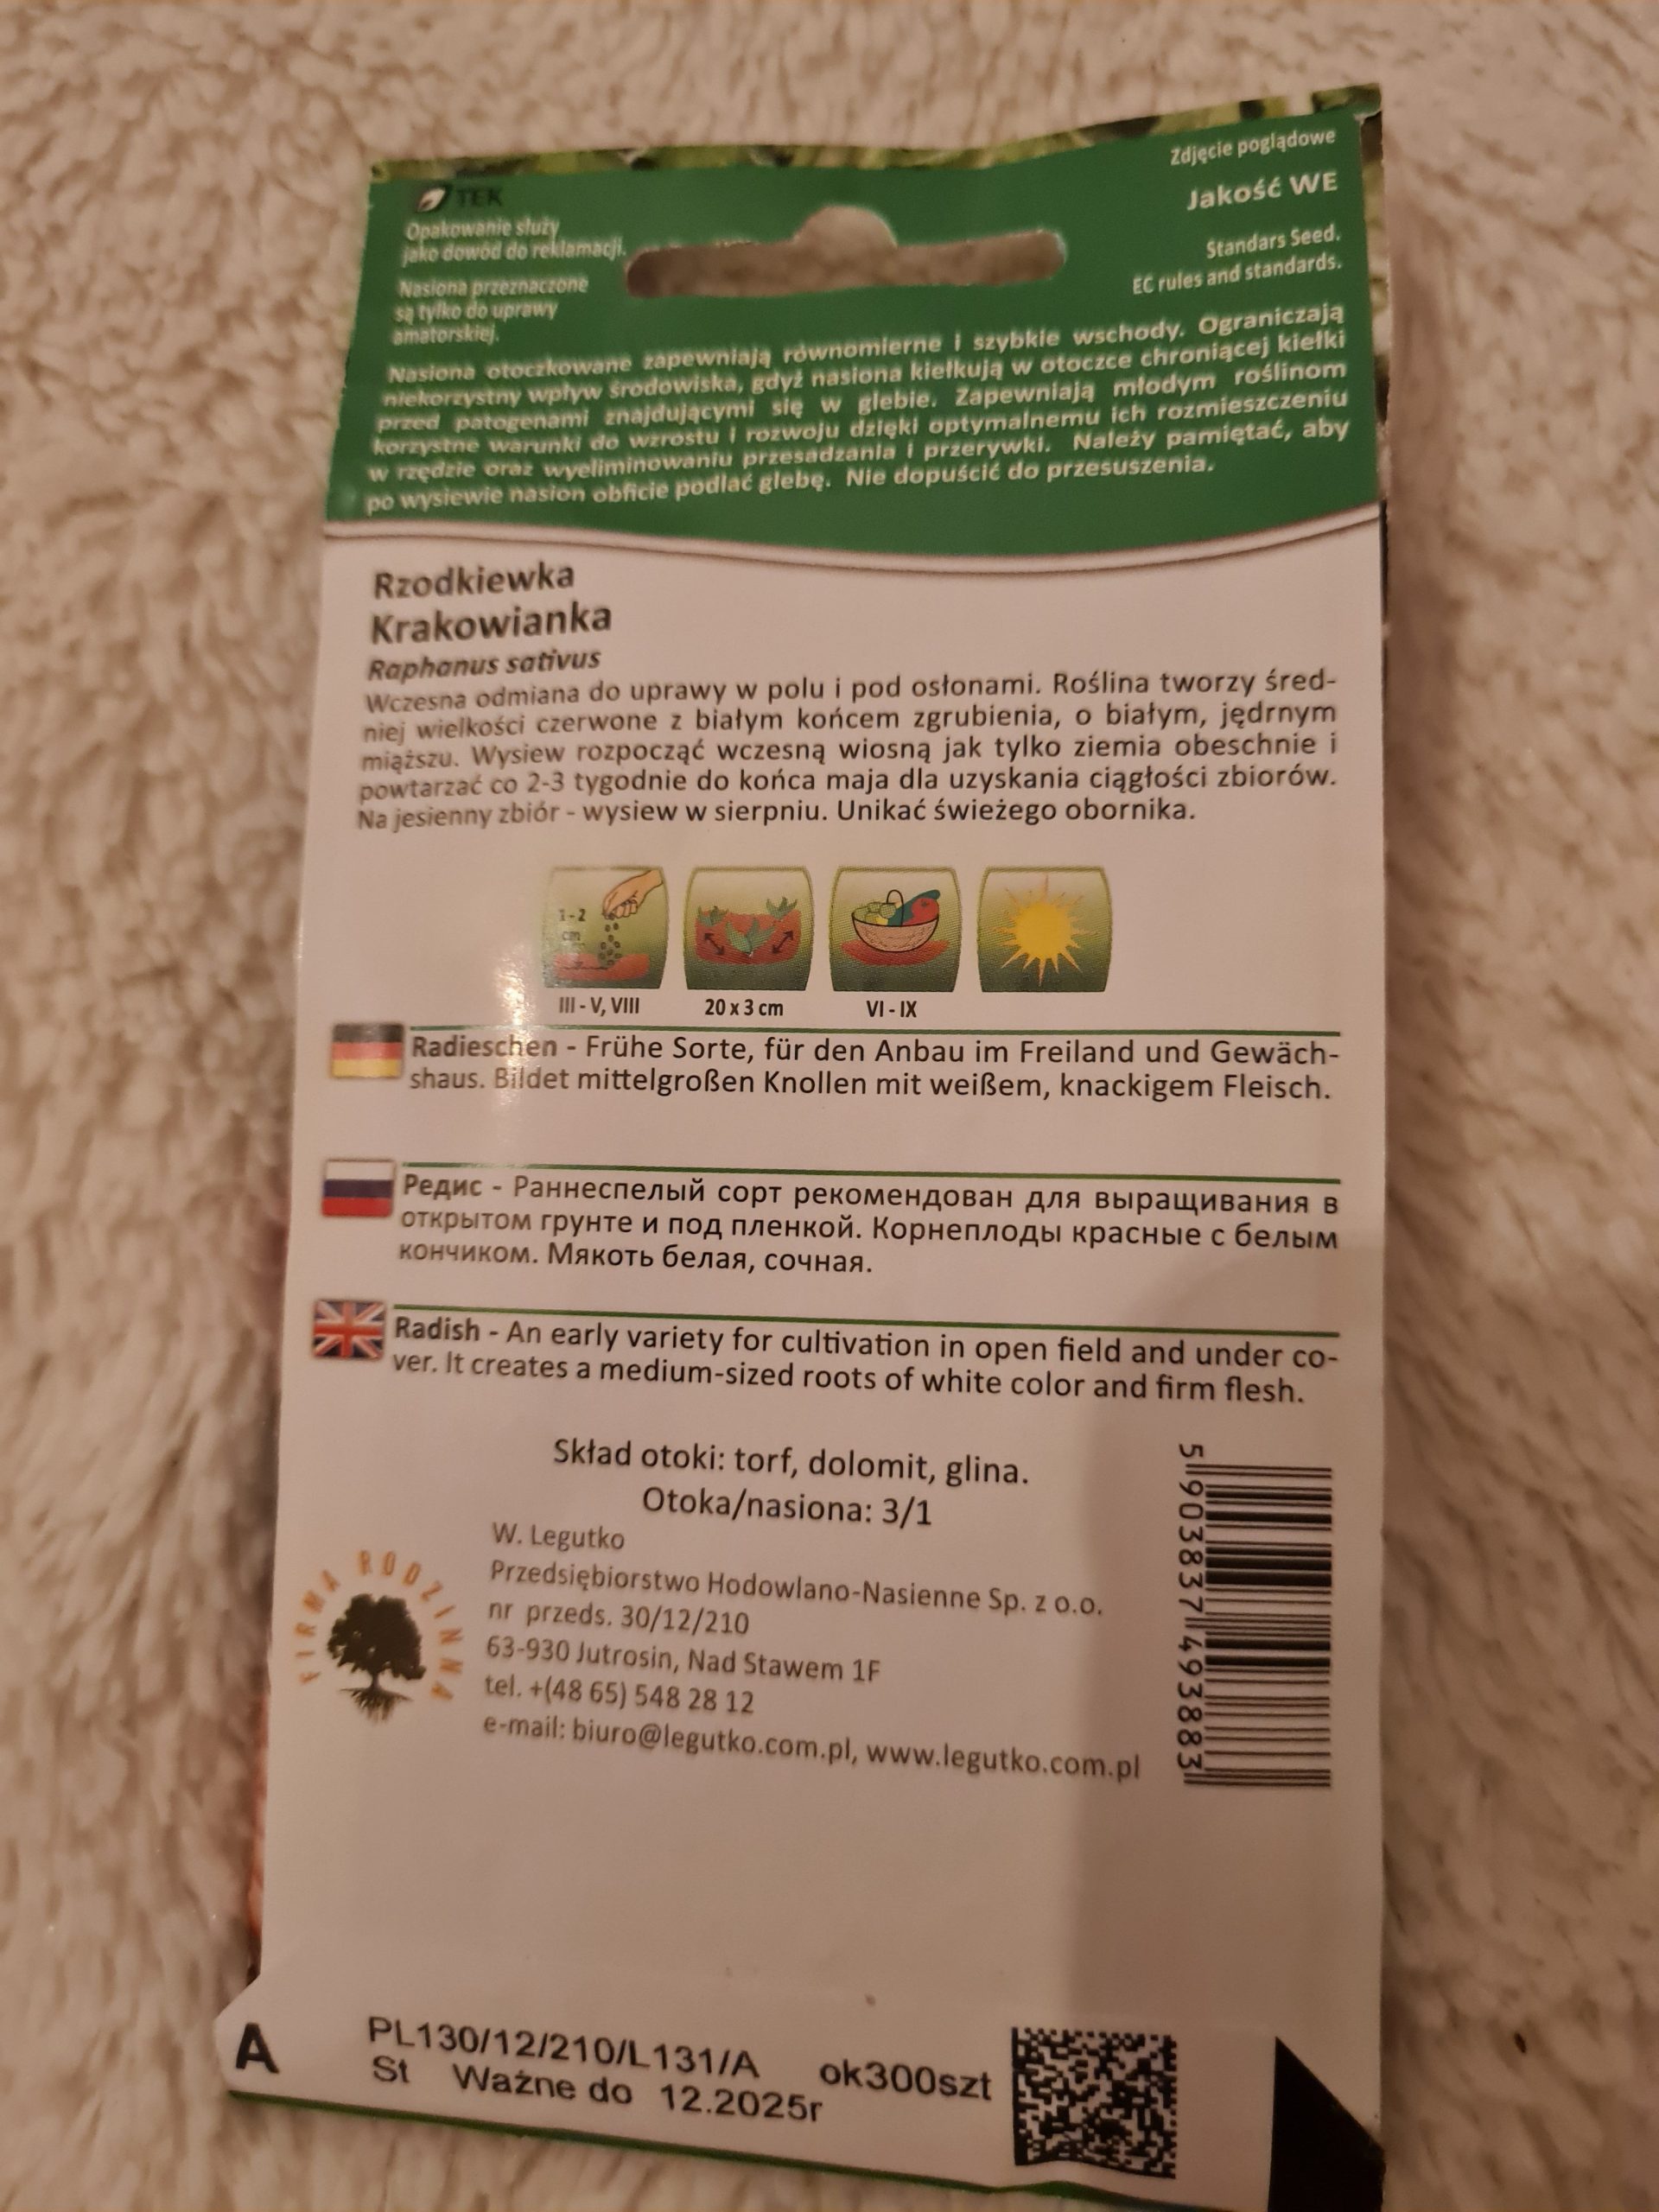 TEK
Opakowanie służy
jako dowód do reklamacji.
Nasiona przeznaczone
są tylko do uprawy
amatorskiej.
Zdjęcie poglądowe
Jakość WE
Standars Seed.
EC rules and standards.
Nasiona otoczkowane zapewniają równomierne i szybkie wschody. Ograniczają
niekorzystny wpływ środowiska, gdyż nasiona kiełkują w otoczce chroniącej kiełki
przed patogenami znajdującymi się w glebie. Zapewniają młodym roślinom
korzystne warunki do wzrostu i rozwoju dzięki optymalnemu ich rozmieszczeniu
w rzędzie oraz wyeliminowaniu przesadzania i przerywki. Należy pamiętać, aby
po wysiewie nasion obficie podlać glebę. Nie dopuścić do przesuszenia.
Rzodkiewka
Krakowianka
Raphanus sativus
Wczesna odmiana do uprawy w polu i pod osłonami. Roślina tworzy śred-
niej wielkości czerwone z białym końcem zgrubienia, o białym, jędrnym
miąższu. Wysiew rozpocząć wczesną wiosną jak tylko ziemia obeschnie i
powtarzać co 2-3 tygodnie do końca maja dla uzyskania ciągłości zbiorów.
Na jesienny zbiór - wysiew w sierpniu. Unikać świeżego obornika.
1-2
cm
III - V, VIII
20 x 3 cm
VI - IX
Radieschen - Frühe Sorte, für den Anbau im Freiland und Gewäch-
shaus. Bildet mittelgroßen Knollen mit weißem, knackigem Fleisch.
Редис - Раннеспелый сорт рекомендован для выращивания в
открытом грунте и под пленкой. Корнеплоды красные с белым
кончиком. Мякоть белая, сочная.
Radish - An early variety for cultivation in open field and under co-
ver. It creates a medium-sized roots of white color and firm flesh.
Skład otoki: torf, dolomit, glina.
Otoka/nasiona: 3/1
FIRMA RODZINNA
W. Legutko
Przedsiębiorstwo Hodowlano-Nasienne Sp. z o.o.
nr przeds. 30/12/210
63-930 Jutrosin, Nad Stawem 1F
tel. +(48 65) 548 28 12
e-mail: biuro@legutko.com.pl, www.legutko.com.pl
5 903837 493883
A
PL130/12/210/L131/A ok300szt
St Ważne do 12.2025r